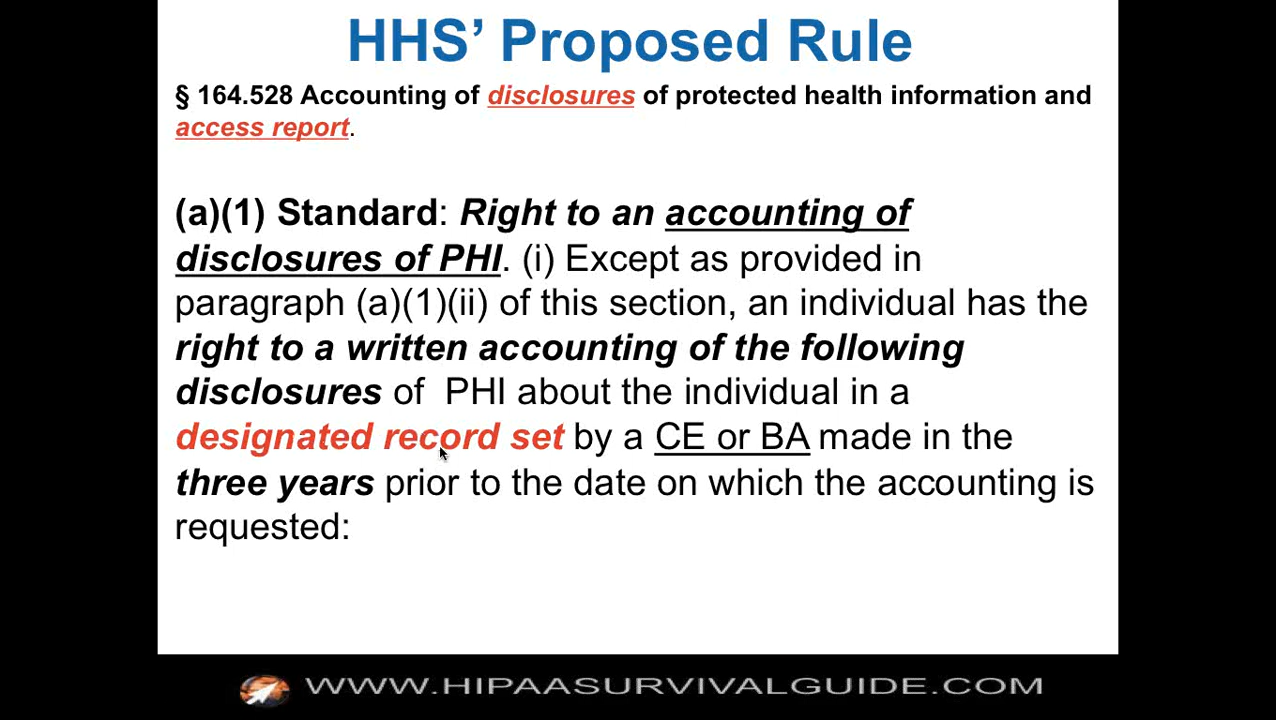 HHS’ Proposed Rule
§ 164.528 Accounting of disclosures of protected health information and
access report.
(a)(1) Standard: Right to an accounting of
disclosures of PHI. (i) Except as provided in
paragraph (a)(1)(ii) of this section, an individual has the
right to a written accounting of the following
disclosures of PHI about the individual in a
designated record set by a CE or BA made in the
three years prior to the date on which the accounting is
requested:
WWW.HIPAASURVIVALGUIDE.COM